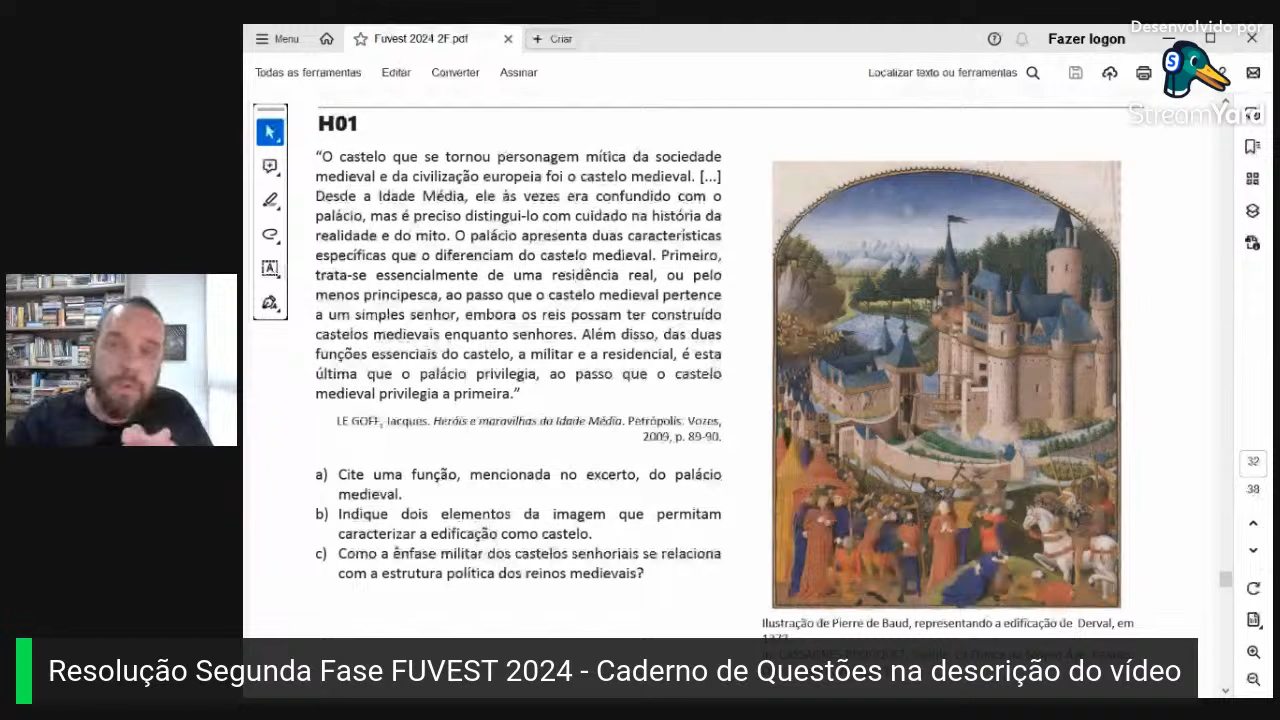 Desenvolvido por
StreamYard
Menu
Fuvest 2024 2F.pdf
Criar
Fazer logon
Todas as ferramentas
Editar
Converter
Assinar
Localizar texto ou ferramentas
H01
“O castelo que se tornou personagem mítica da sociedade
medieval e da civilização europeia foi o castelo medieval. [...]
Desde a Idade Média, ele às vezes era confundido com o
palácio, mas é preciso distingui-lo com cuidado na história da
realidade e do mito. O palácio apresenta duas características
específicas que o diferenciam do castelo medieval. Primeiro,
trata-se essencialmente de uma residência real, ou pelo
menos principesca, ao passo que o castelo medieval pertence
a um simples senhor, embora os reis possam ter construído
castelos medievais enquanto senhores. Além disso, das duas
funções essenciais do castelo, a militar e a residencial, é esta
última que o palácio privilegia, ao passo que o castelo
medieval privilegia a primeira.”
LE GOFF, Jacques. Heróis e maravilhas da Idade Média. Petrópolis: Vozes,
2009, p. 89-90.
a) Cite uma função, mencionada no excerto, do palácio
medieval.
b) Indique dois elementos da imagem que permitam
caracterizar a edificação como castelo.
c) Como a ênfase militar dos castelos senhoriais se relaciona
com a estrutura política dos reinos medievais?
32
38
Ilustração de Pierre de Baud, representando a edificação de Derval, em
Resolução Segunda Fase FUVEST 2024 - Caderno de Questões na descrição do vídeo